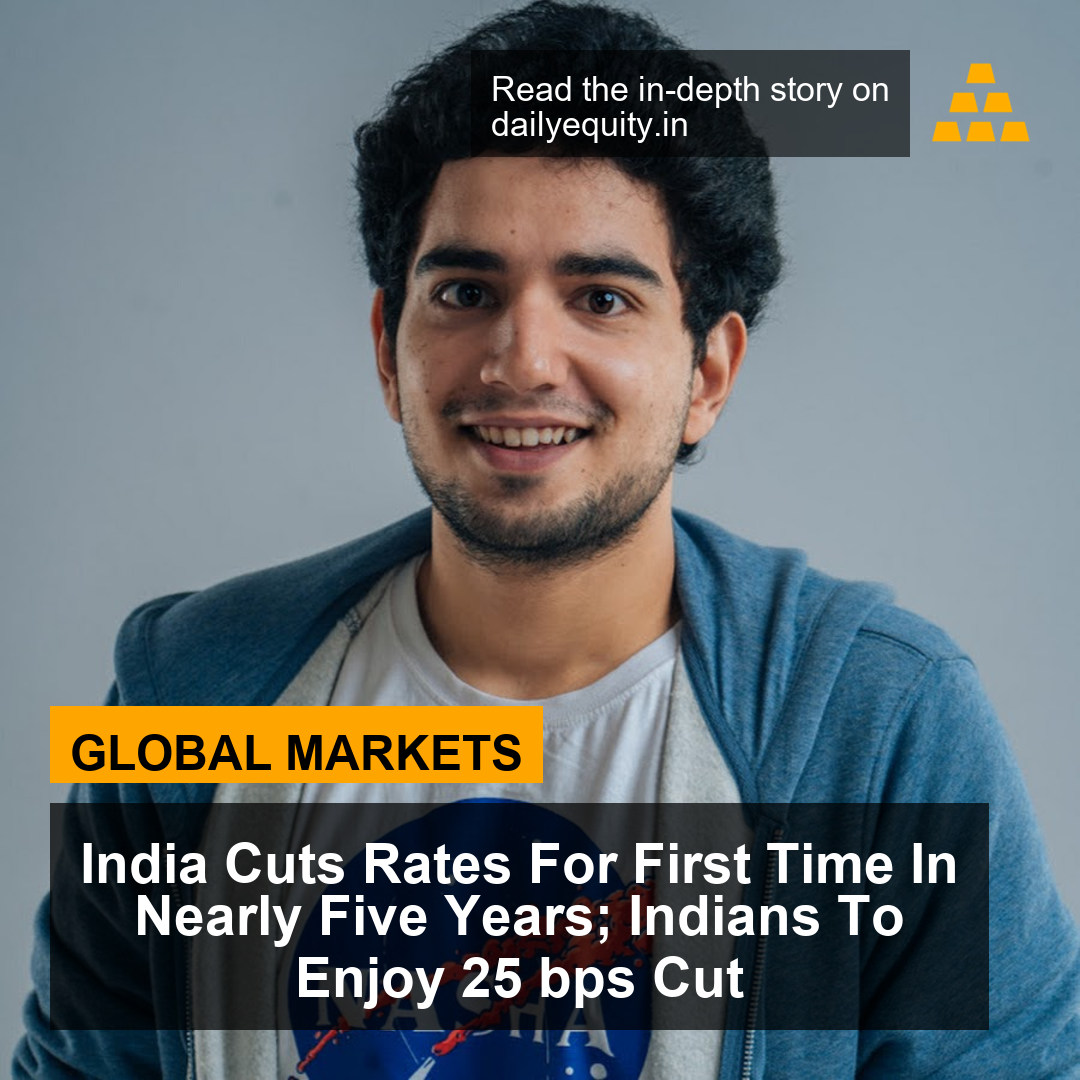 Read the in-depth story on
dailyequity.in
GLOBAL MARKETS
India Cuts Rates For First Time In
Nearly Five Years; Indians To
Enjoy 25 bps Cut
NASHA